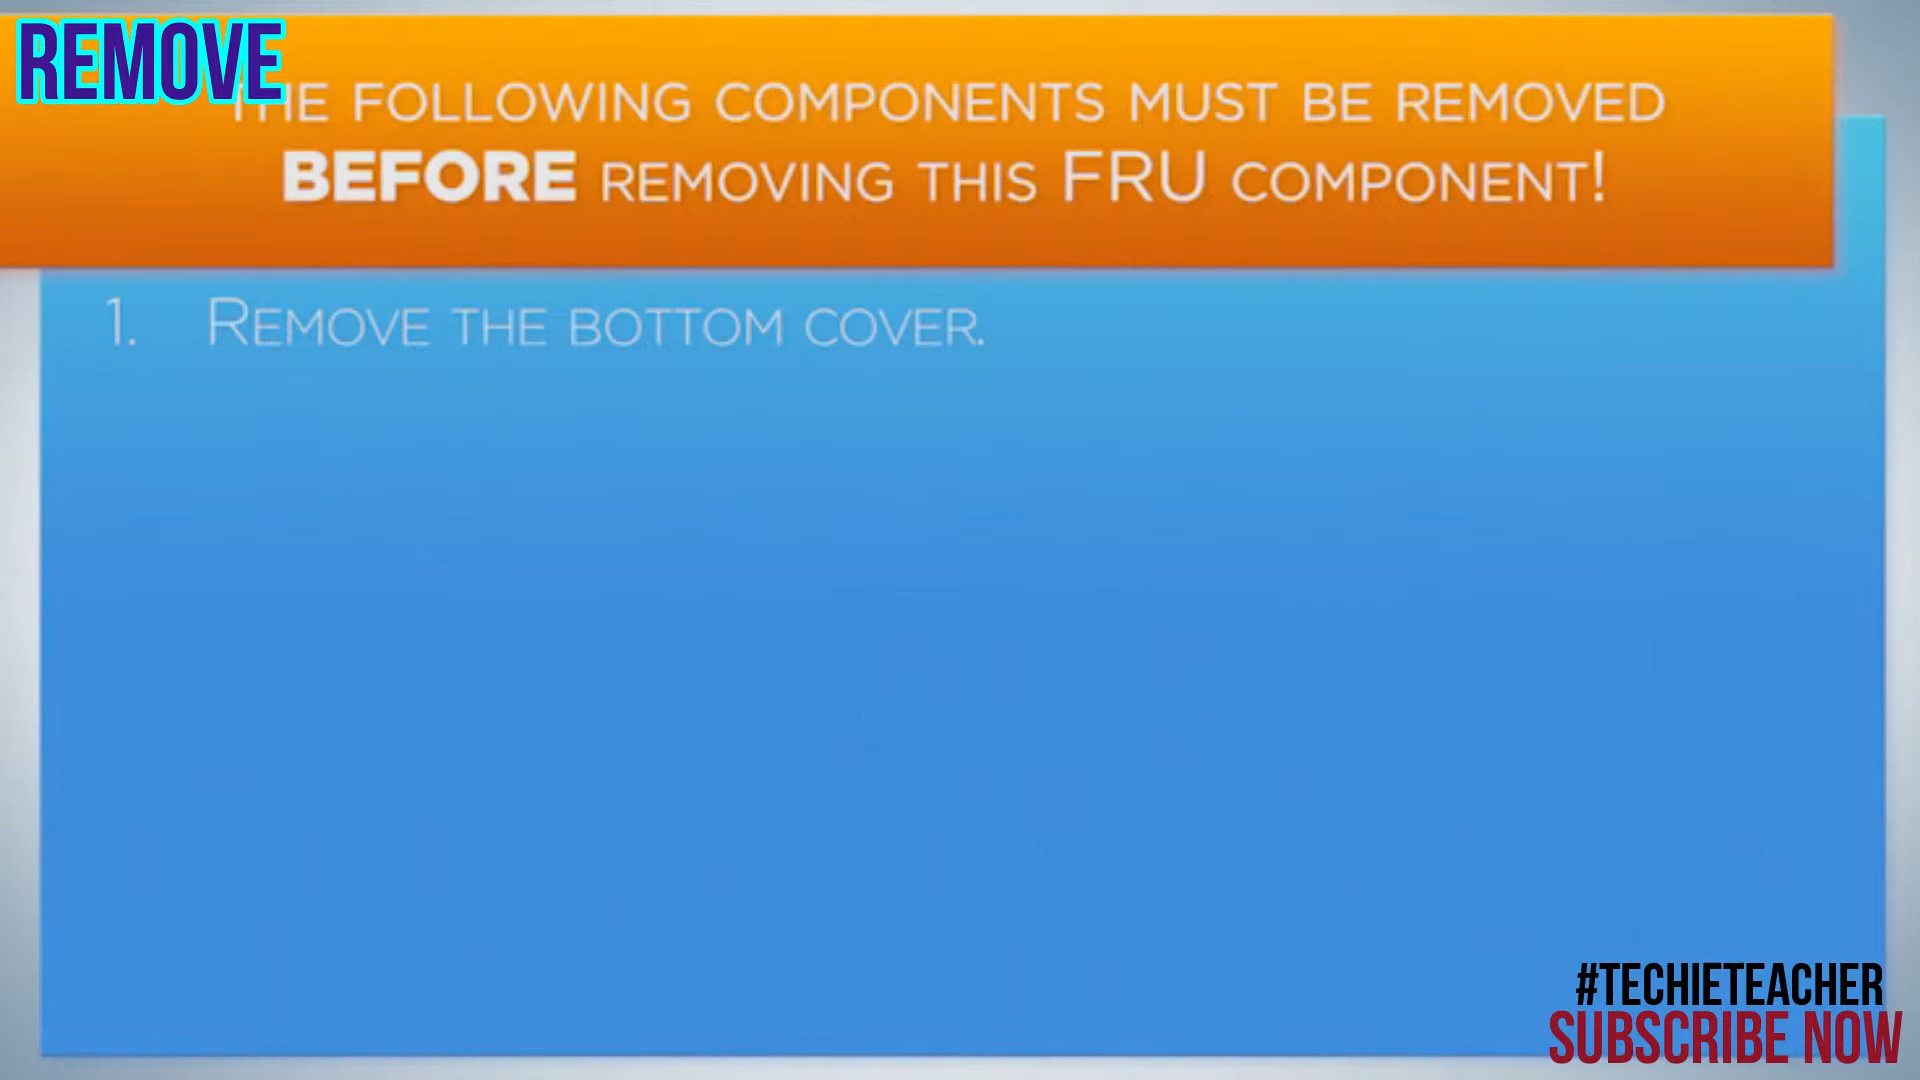 REMOVE
THE FOLLOWING COMPONENTS MUST BE REMOVED
BEFORE REMOVING THIS FRU COMPONENT!
1. REMOVE THE BOTTOM COVER.
#TECHIETEACHER
SUBSCRIBE NOW